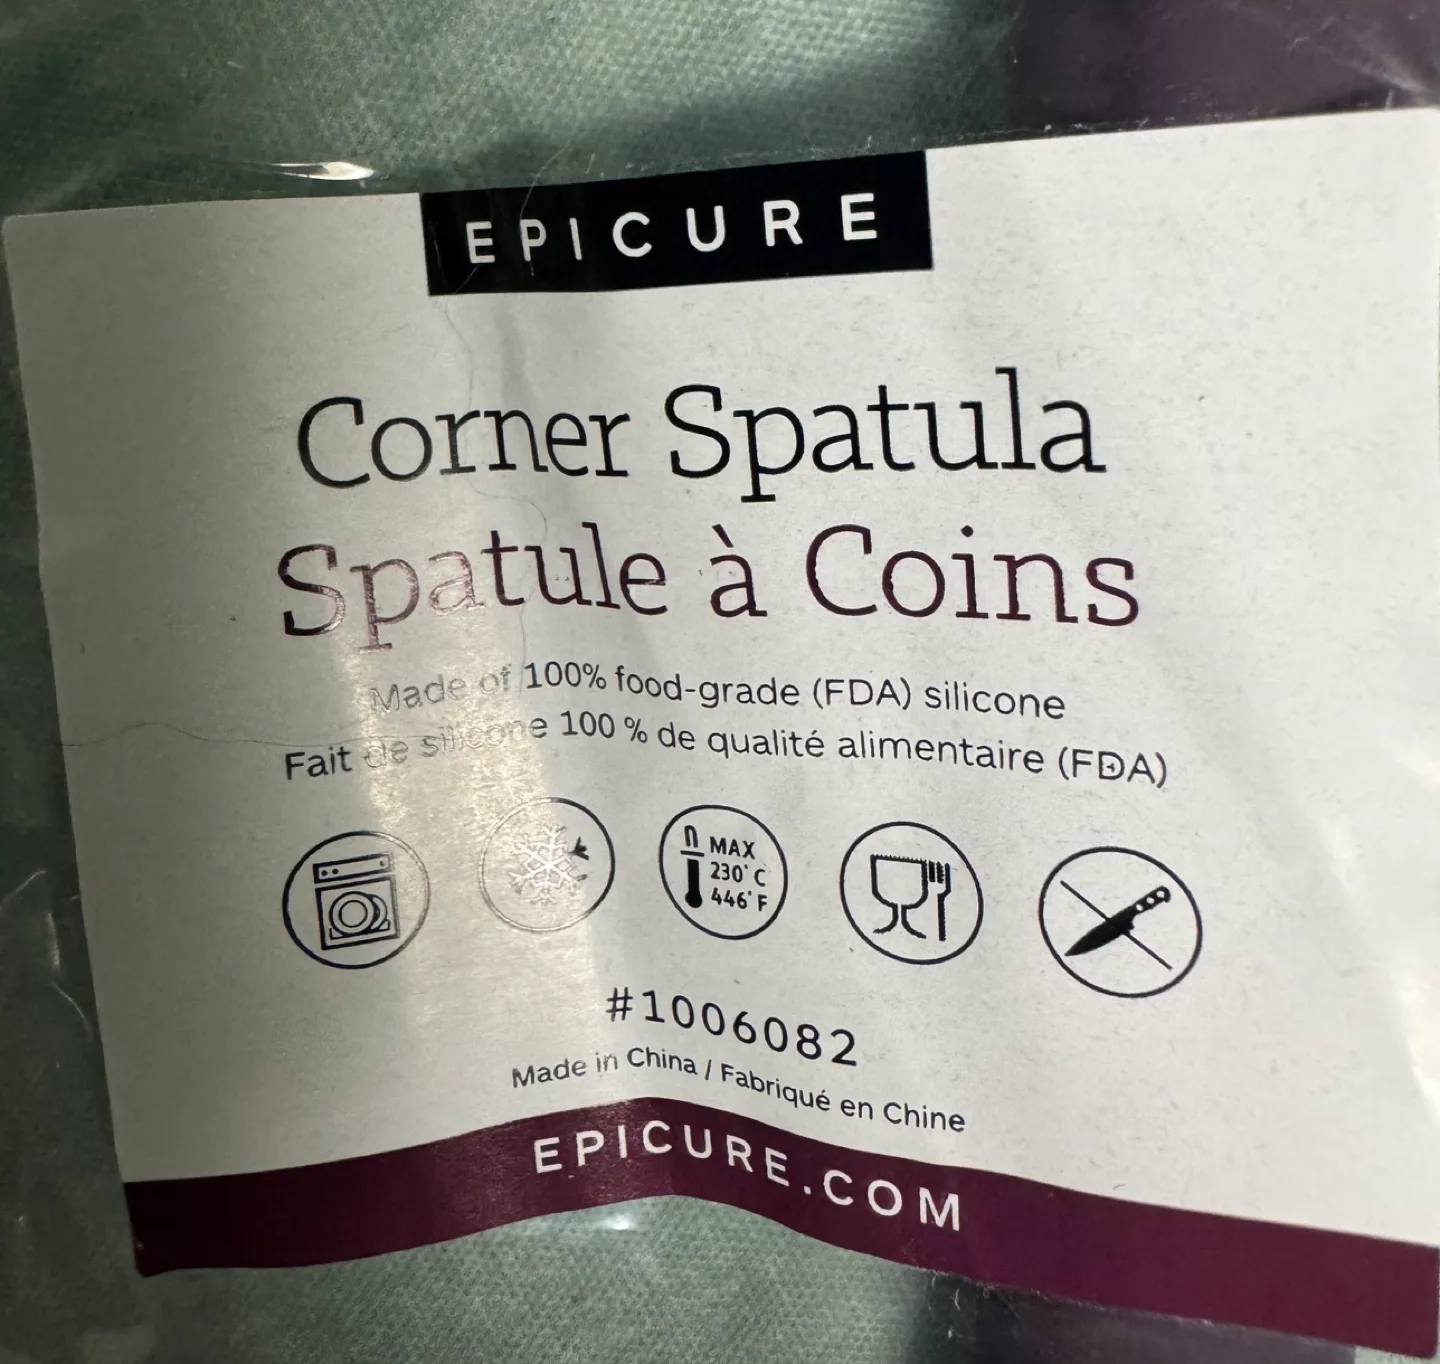 EPICURE
Corner Spatula
Spatule à Coins
Made of 100% food-grade (FDA) silicone
Fait de silicone 100 % de qualité alimentaire (FDA)
MAX
230°C
446°F
#1006082
Made in China / Fabriqué en Chine
EPICURE.COM